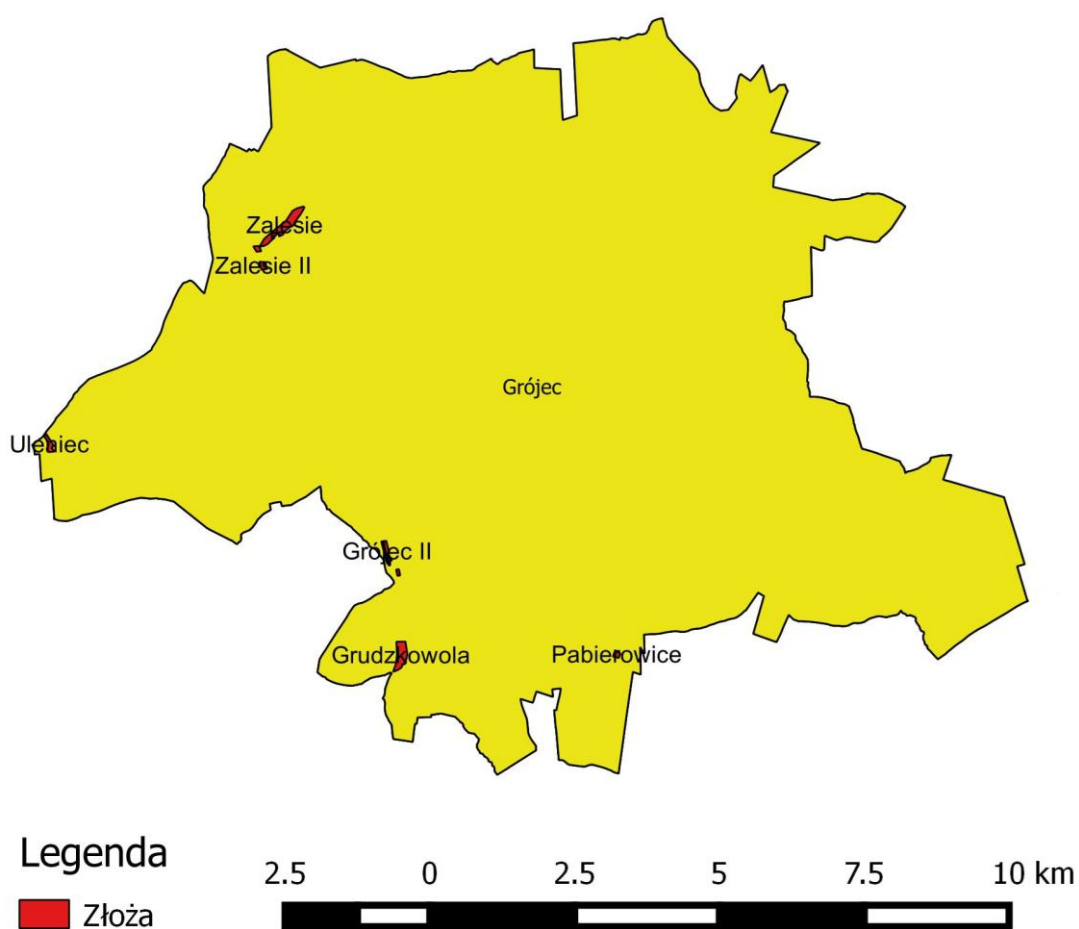 Zalesie
Zalesie II
Grójec
Uleniec
Grójec II
Grudzkowola
Pabierowice
Legenda
Złoża
2.5 0 2.5 5 7.5 10 km